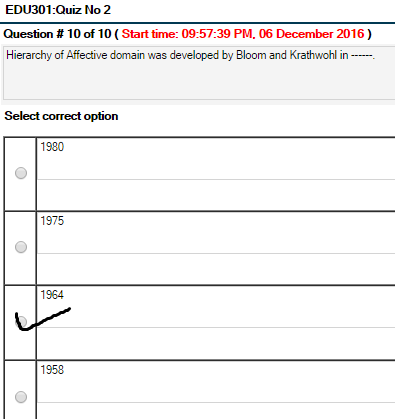 EDU301:Quiz No 2
Question # 10 of 10 ( Start time: 09:57:39 PM, 06 December 2016 )
Hierarchy of Affective domain was developed by Bloom and Krathwohl in ------.
Select correct option
1980
1975
1964
1958